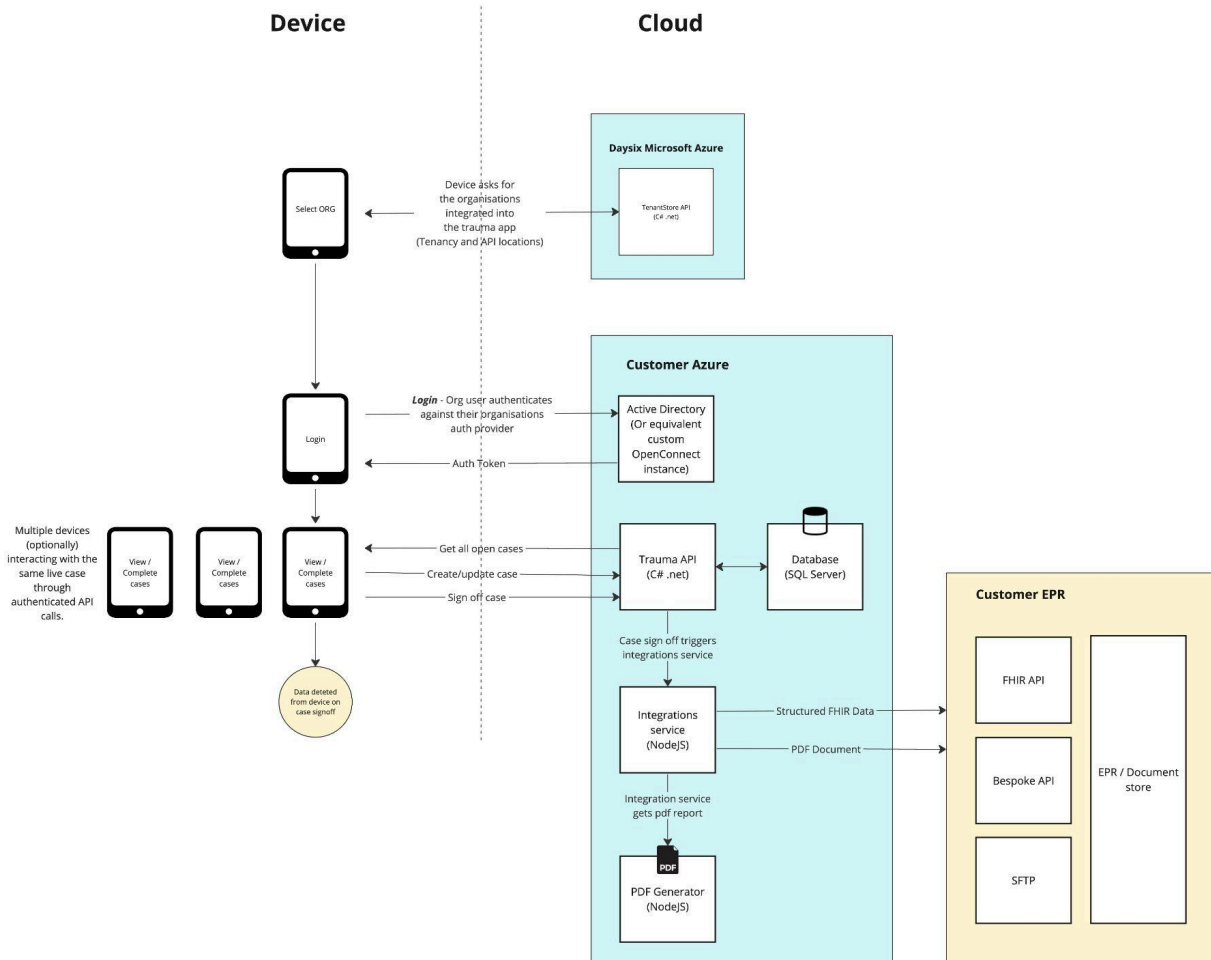 Device
Cloud
Daysix Microsoft Azure
TenantStore API
(C# .net)
Select ORG
Device asks for
the organisations
integrated into
the trauma app
(Tenancy and API locations)
Customer Azure
Login
Login - Org user authenticates
against their organisations
auth provider
Auth Token
Active Directory
(Or equivalent
custom
OpenConnect
instance)
Multiple devices
(optionally)
interacting with the
same live case
through
authenticated API
calls.
View /
Complete
cases
View /
Complete
cases
View /
Complete
cases
Get all open cases
Create/update case
Sign off case
Trauma API
(C# .net)
Database
(SQL Server)
Case sign off triggers
integrations service
Data deteted
from device on
case signoff
Integrations
service
(NodeJS)
Structured FHIR Data
PDF Document
Integration service
gets pdf report
PDF
PDF Generator
(NodeJS)
Customer EPR
FHIR API
Bespoke API
SFTP
EPR / Document
store